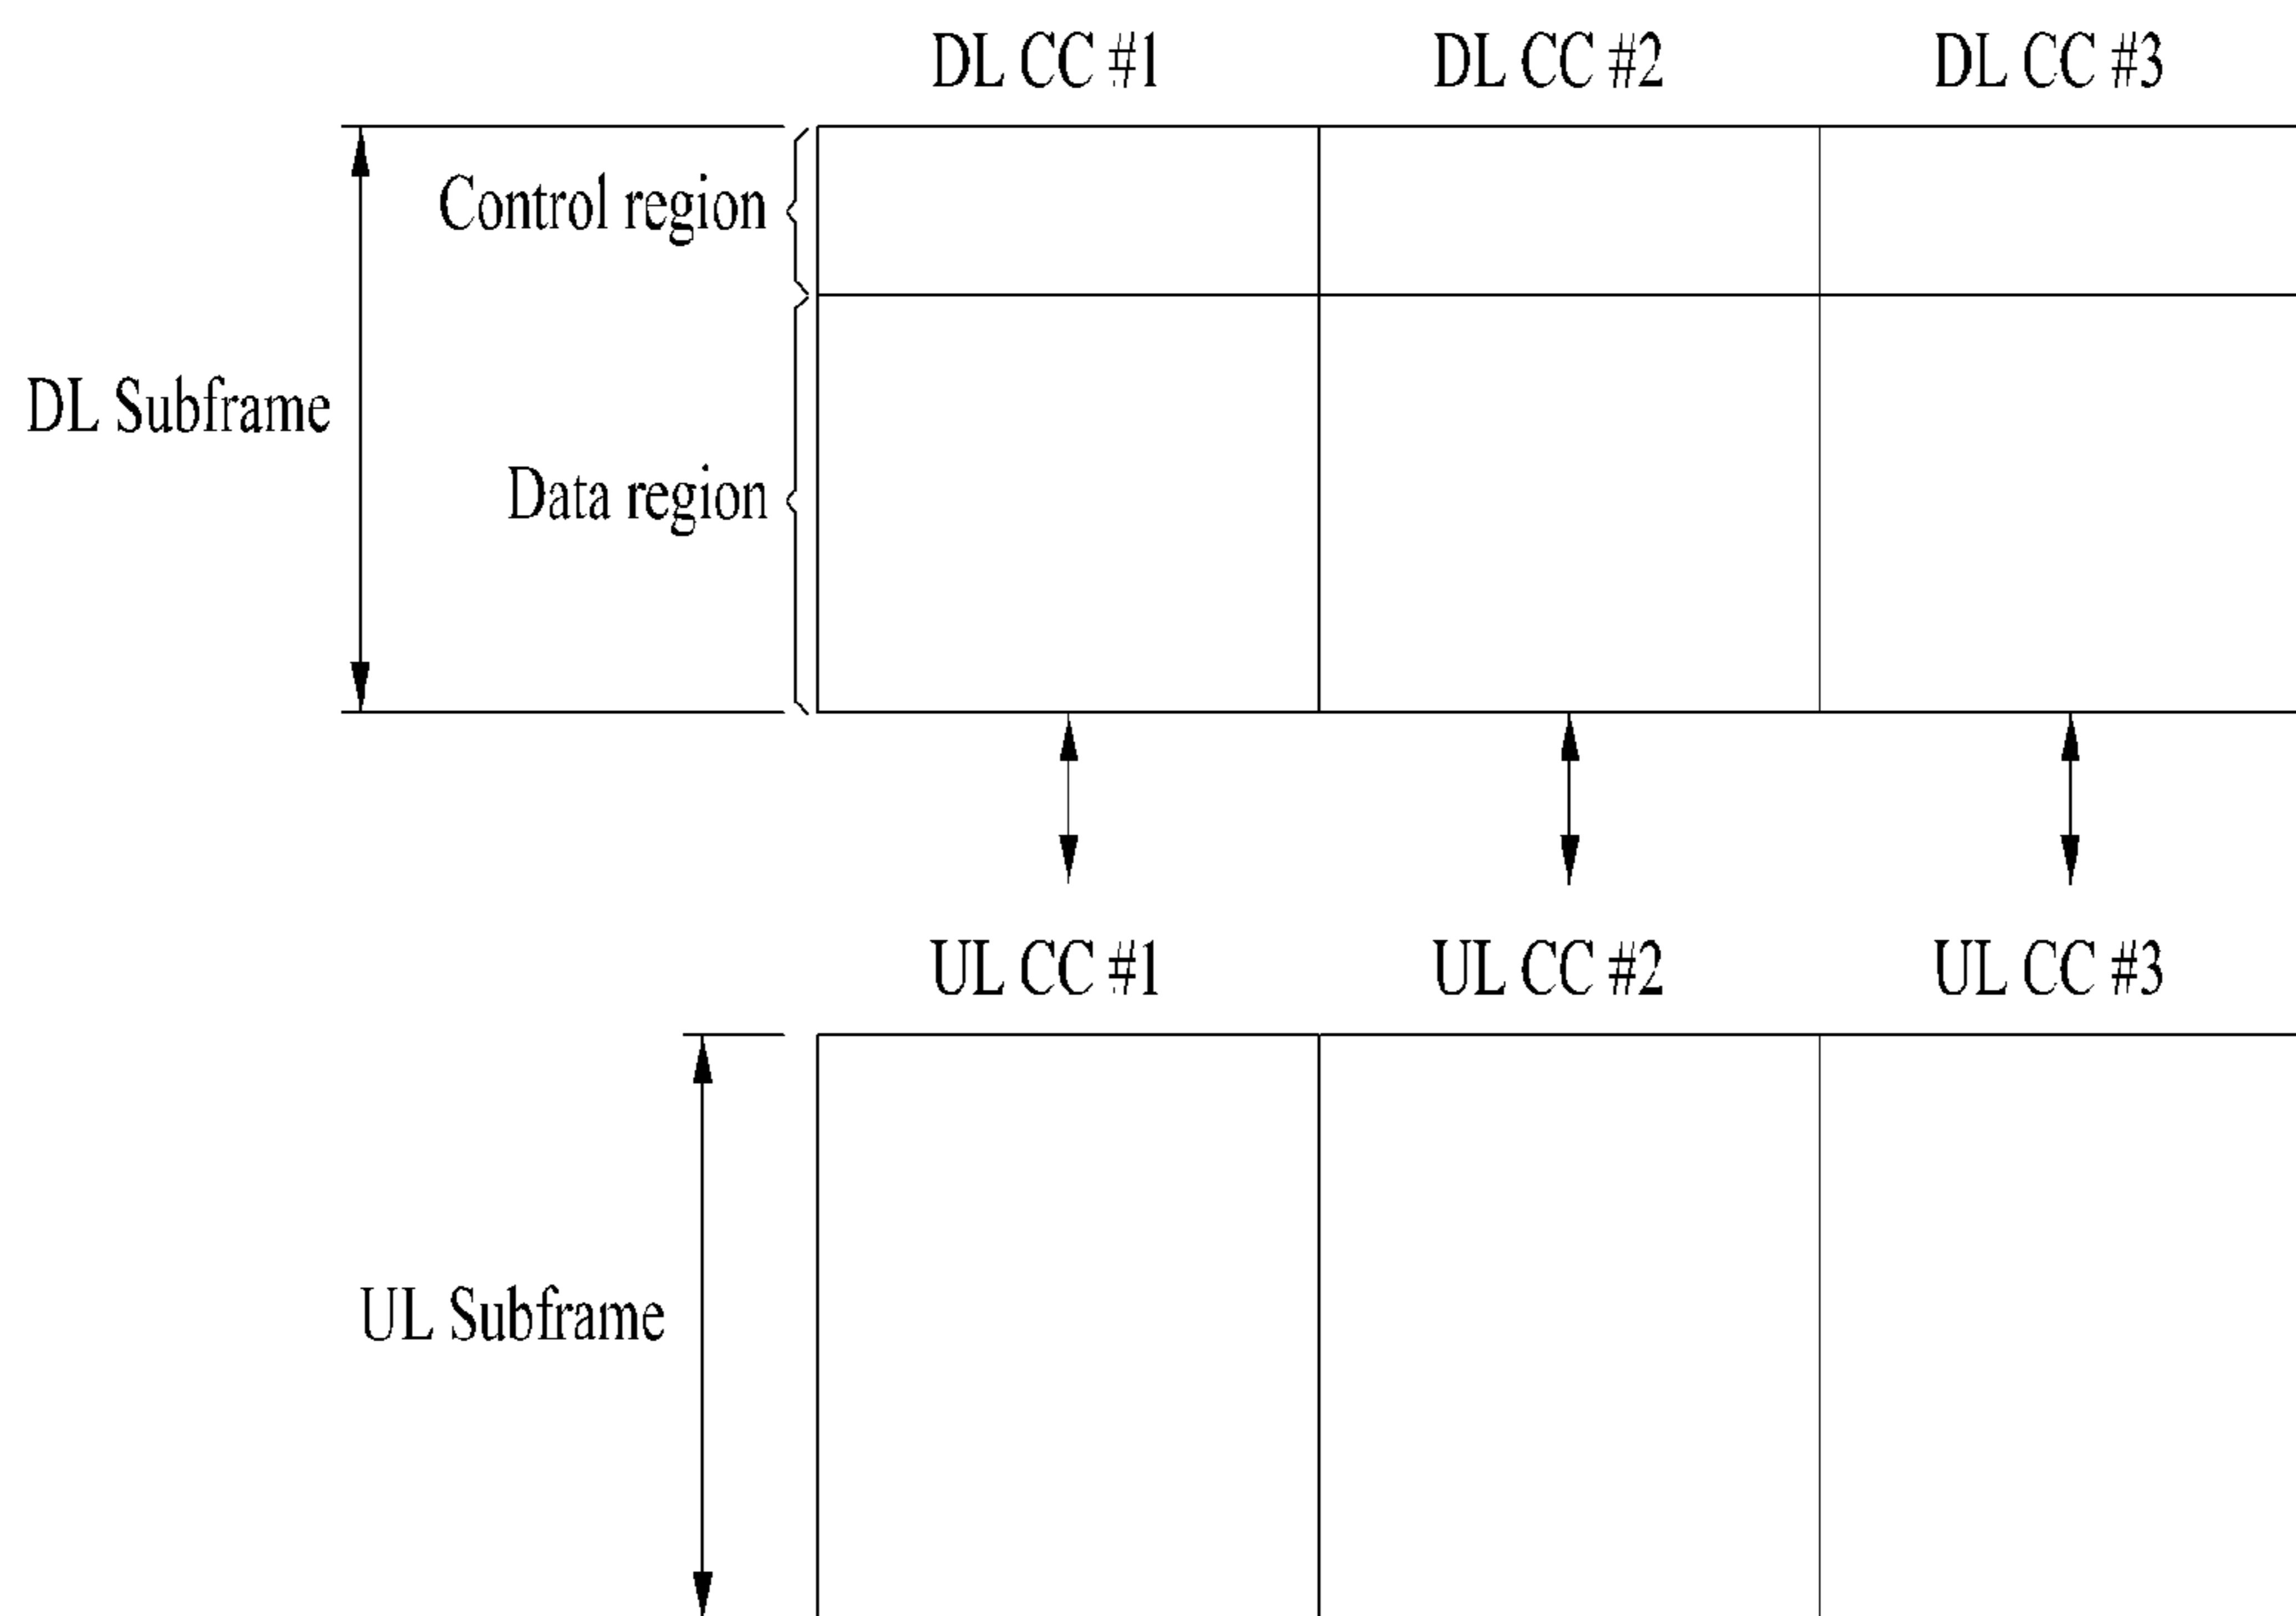 DL CC #1 DL CC #2 DL CC #3
Control region
DL Subframe
Data region
UL CC #1 UL CC #2 UL CC #3
UL Subframe